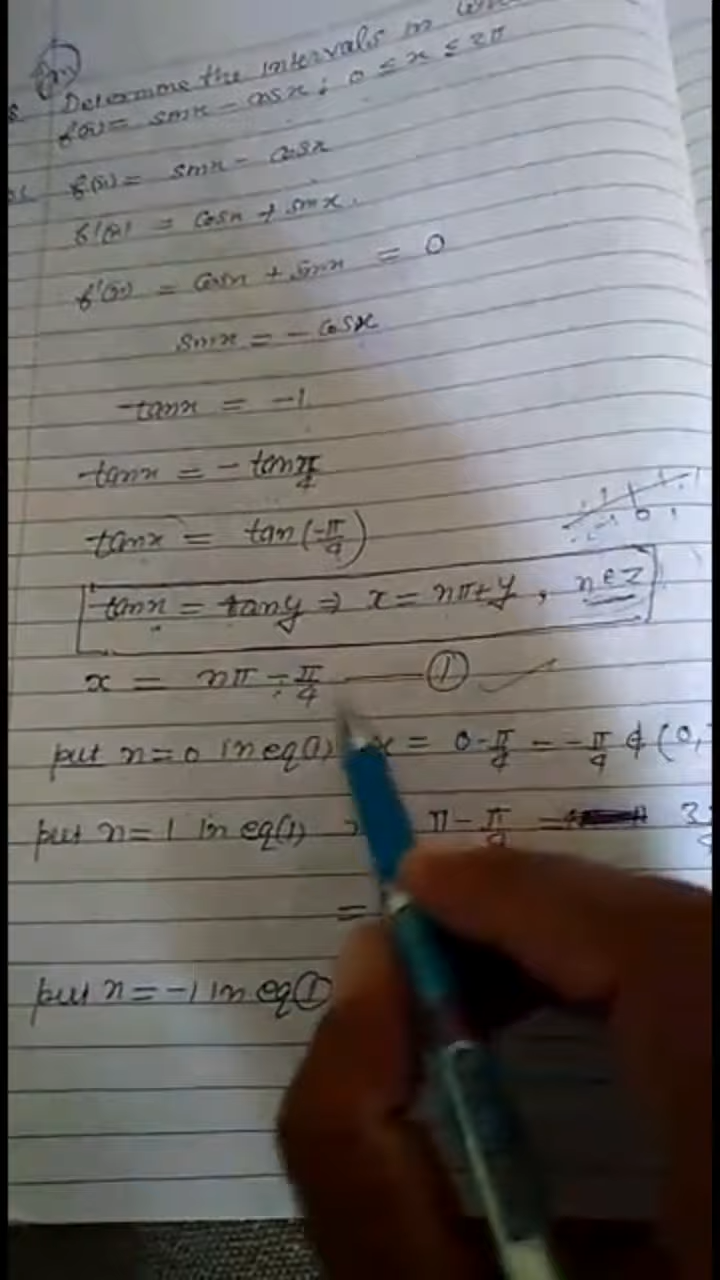 Determine the intervals in
f(x) = sinx - cosx ; 0 ≤ x ≤ 2π
f(x) = sinx - cosx
f'(x) = cosx + sinx.
f'(x) = cosx + sinx = 0
sinx = - cosx
tanx = -1
tanx = - tan π/4
tanx = tan (-π/4)
tanx = tany ⇒ x = nπ+y , n∈Z
x = nπ - π/4 —— ①
put n=0 in eq(1) x = 0-π/4 = -π/4 ∉ (0,
put n=1 in eq(1) π - π/4 = 3
=
put n=-1 in eq①